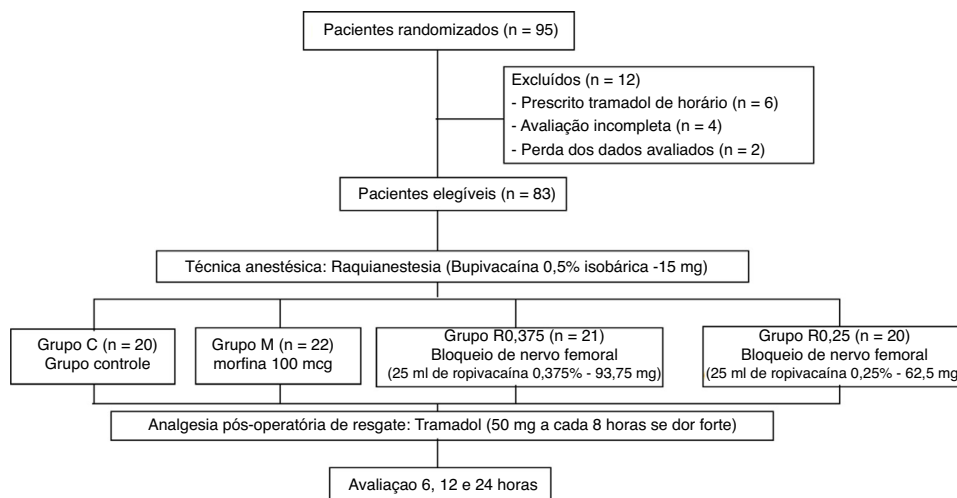 Pacientes randomizados (n = 95)
Excluídos (n = 12)
- Prescrito tramadol de horário (n = 6)
- Avaliação incompleta (n = 4)
- Perda dos dados avaliados (n = 2)
Pacientes elegíveis (n = 83)
Técnica anestésica: Raquianestesia (Bupivacaína 0,5% isobárica -15 mg)
Grupo C (n = 20)
Grupo controle
Grupo M (n = 22)
morfina 100 mcg
Grupo R0,375 (n = 21)
Bloqueio de nervo femoral
(25 ml de ropivacaína 0,375% - 93,75 mg)
Grupo R0,25 (n = 20)
Bloqueio de nervo femoral
(25 ml de ropivacaína 0,25% - 62,5 mg)
Analgesia pós-operatória de resgate: Tramadol (50 mg a cada 8 horas se dor forte)
Avaliaçao 6, 12 e 24 horas